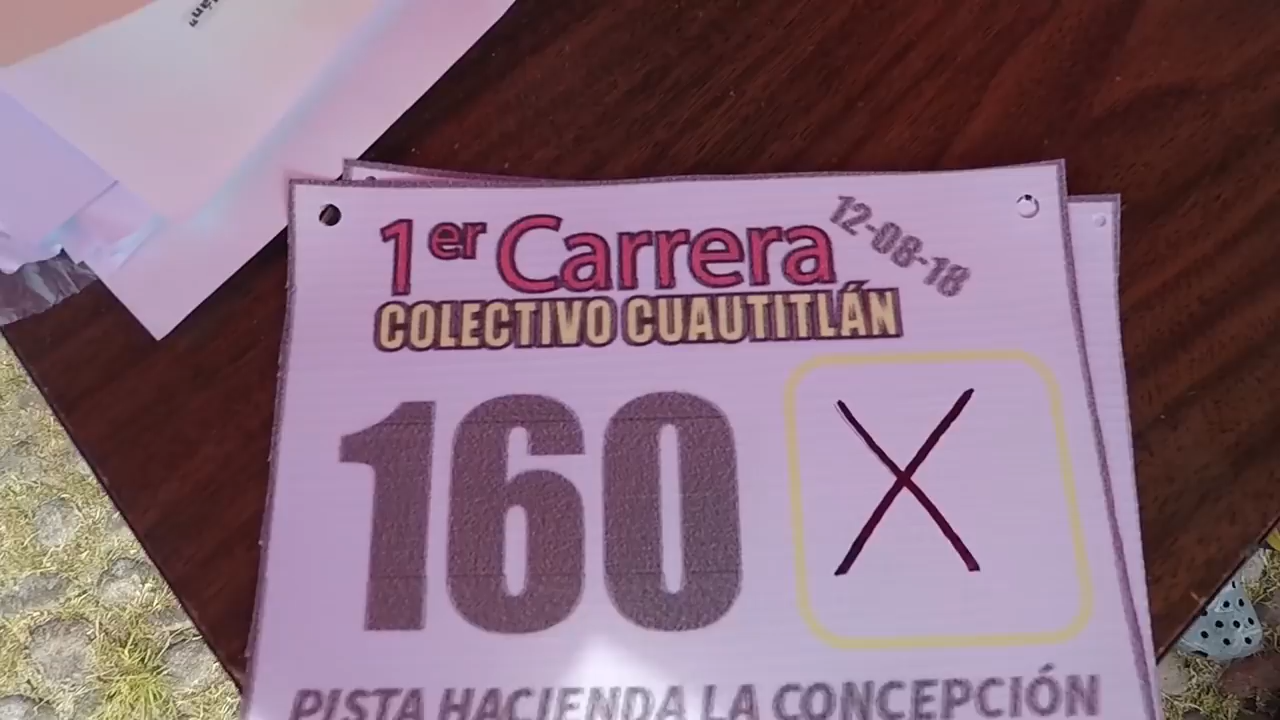 1er Carrera
12-08-18
COLECTIVO CUAUTITLÁN
160 X
PISTA HACIENDA LA CONCEPCIÓN